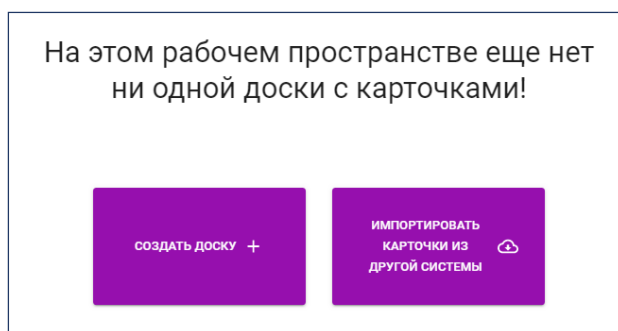 На этом рабочем пространстве еще нет
ни одной доски с карточками!
СОЗДАТЬ ДОСКУ +
ИМПОРТИРОВАТЬ
КАРТОЧКИ ИЗ
ДРУГОЙ СИСТЕМЫ